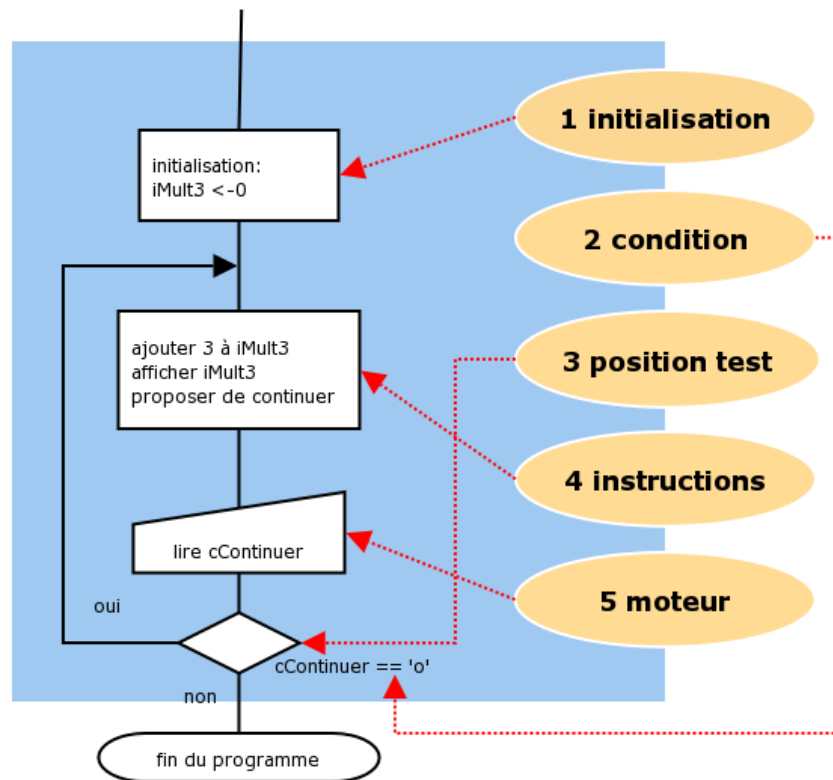 1 initialisation
initialisation:
iMult3 <-0
2 condition
ajouter 3 à iMult3
afficher iMult3
proposer de continuer
3 position test
4 instructions
lire cContinuer
5 moteur
oui
cContinuer == 'o'
non
fin du programme